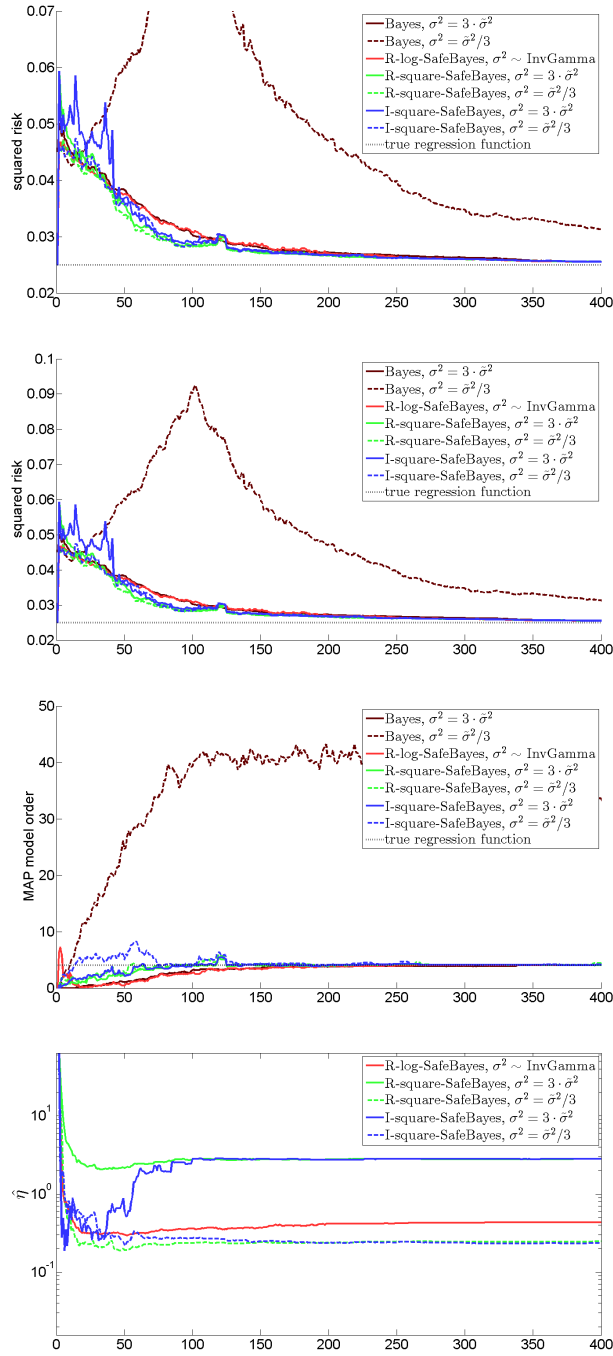 0.07
0.06
0.05
0.04
0.03
0.02
squared risk
Bayes, σ² = 3 · σ̃²
Bayes, σ² = σ̃²/3
R-log-SafeBayes, σ² ∼ InvGamma
R-square-SafeBayes, σ² = 3 · σ̃²
R-square-SafeBayes, σ² = σ̃²/3
I-square-SafeBayes, σ² = 3 · σ̃²
I-square-SafeBayes, σ² = σ̃²/3
true regression function
0 50 100 150 200 250 300 350 400
0.1
0.09
0.08
0.07
0.06
0.05
0.04
0.03
0.02
squared risk
Bayes, σ² = 3 · σ̃²
Bayes, σ² = σ̃²/3
R-log-SafeBayes, σ² ∼ InvGamma
R-square-SafeBayes, σ² = 3 · σ̃²
R-square-SafeBayes, σ² = σ̃²/3
I-square-SafeBayes, σ² = 3 · σ̃²
I-square-SafeBayes, σ² = σ̃²/3
true regression function
0 50 100 150 200 250 300 350 400
50
40
30
20
10
0
MAP model order
Bayes, σ² = 3 · σ̃²
Bayes, σ² = σ̃²/3
R-log-SafeBayes, σ² ∼ InvGamma
R-square-SafeBayes, σ² = 3 · σ̃²
R-square-SafeBayes, σ² = σ̃²/3
I-square-SafeBayes, σ² = 3 · σ̃²
I-square-SafeBayes, σ² = σ̃²/3
true regression function
0 50 100 150 200 250 300 350 400
10¹
10⁰
10⁻¹
η̂
R-log-SafeBayes, σ² ∼ InvGamma
R-square-SafeBayes, σ² = 3 · σ̃²
R-square-SafeBayes, σ² = σ̃²/3
I-square-SafeBayes, σ² = 3 · σ̃²
I-square-SafeBayes, σ² = σ̃²/3
0 50 100 150 200 250 300 350 400